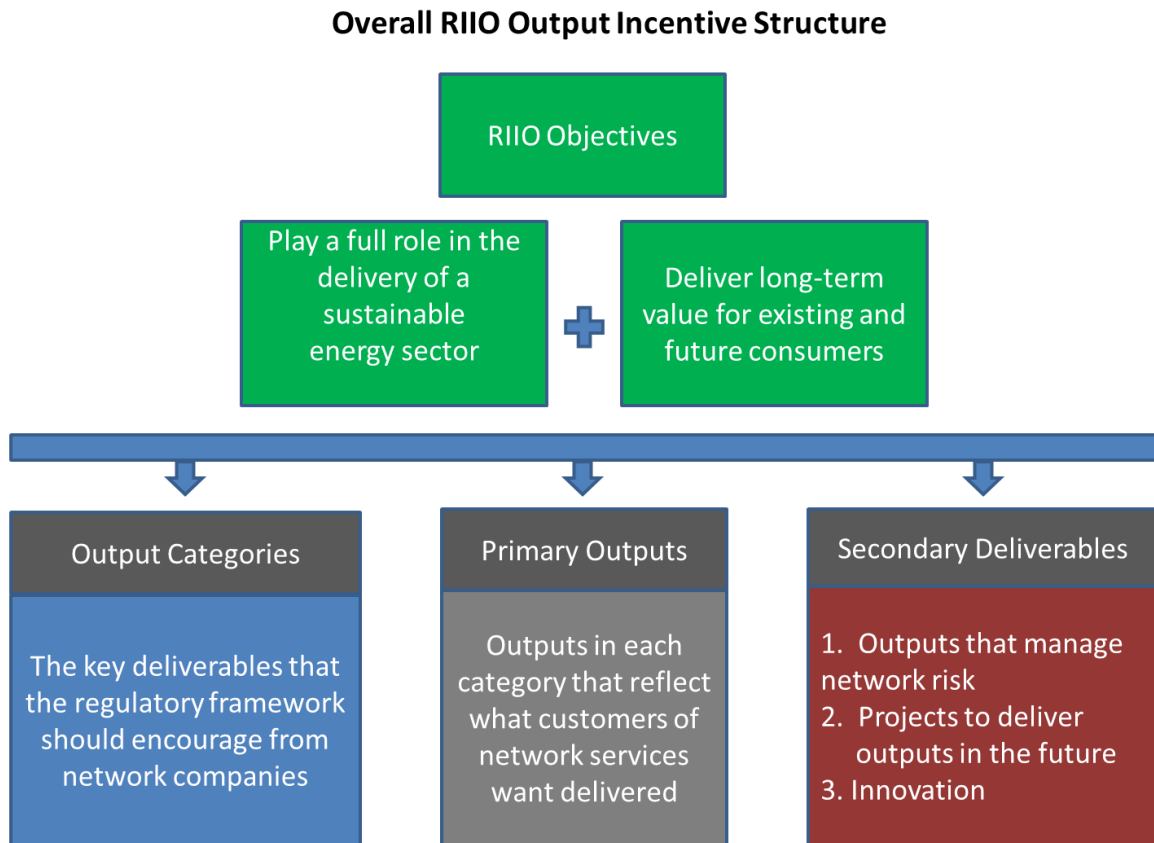 Overall RIIO Output Incentive Structure
RIIO Objectives
Play a full role in the
delivery of a
sustainable
energy sector
Deliver long-term
value for existing and
future consumers
Output Categories
The key deliverables that
the regulatory framework
should encourage from
network companies
Primary Outputs
Outputs in each
category that reflect
what customers of
network services
want delivered
Secondary Deliverables
1. Outputs that manage
network risk
2. Projects to deliver
outputs in the future
3. Innovation